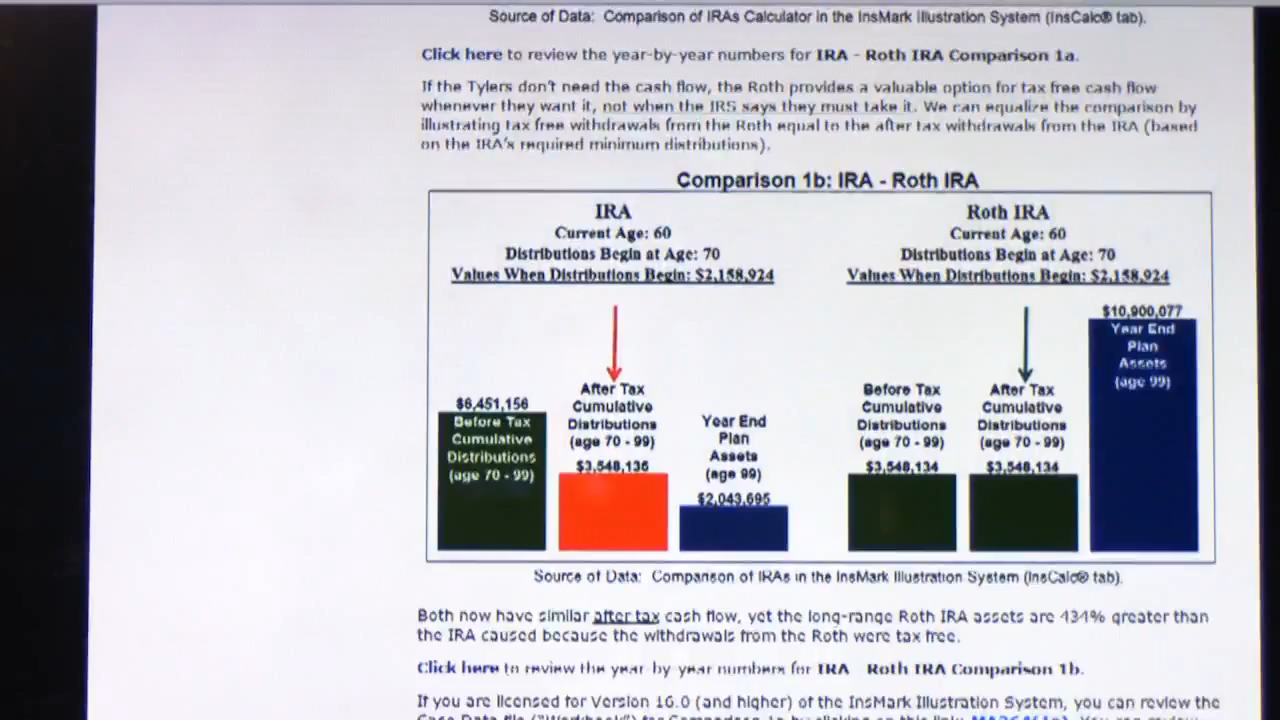 Source of Data: Comparison of IRAs Calculator in the InsMark Illustration System (InsCalc® tab).
Click here to review the year-by-year numbers for IRA - Roth IRA Comparison 1a.
If the Tylers don't need the cash flow, the Roth provides a valuable option for tax free cash flow
whenever they want it, not when the IRS says they must take it. We can equalize the comparison by
illustrating tax free withdrawals from the Roth equal to the after tax withdrawals from the IRA (based
on the IRA's required minimum distributions).
Comparison 1b: IRA - Roth IRA
IRA
Current Age: 60
Distributions Begin at Age: 70
Values When Distributions Begin: $2,158,924
$6,451,156
Before Tax
Cumulative
Distributions
(age 70 - 99)
After Tax
Cumulative
Distributions
(age 70 - 99)
$3,548,136
Year End
Plan
Assets
(age 99)
$2,043,695
Roth IRA
Current Age: 60
Distributions Begin at Age: 70
Values When Distributions Begin: $2,158,924
Before Tax
Cumulative
Distributions
(age 70 - 99)
$3,548,134
After Tax
Cumulative
Distributions
(age 70 - 99)
$3,548,134
$10,900,077
Year End
Plan
Assets
(age 99)
Source of Data: Comparison of IRAs in the InsMark Illustration System (InsCalc® tab).
Both now have similar after tax cash flow, yet the long-range Roth IRA assets are 434% greater than
the IRA caused because the withdrawals from the Roth were tax free.
Click here to review the year by year numbers for IRA Roth IRA Comparison 1b.
If you are licensed for Version 16.0 (and higher) of the InsMark Illustration System, you can review the